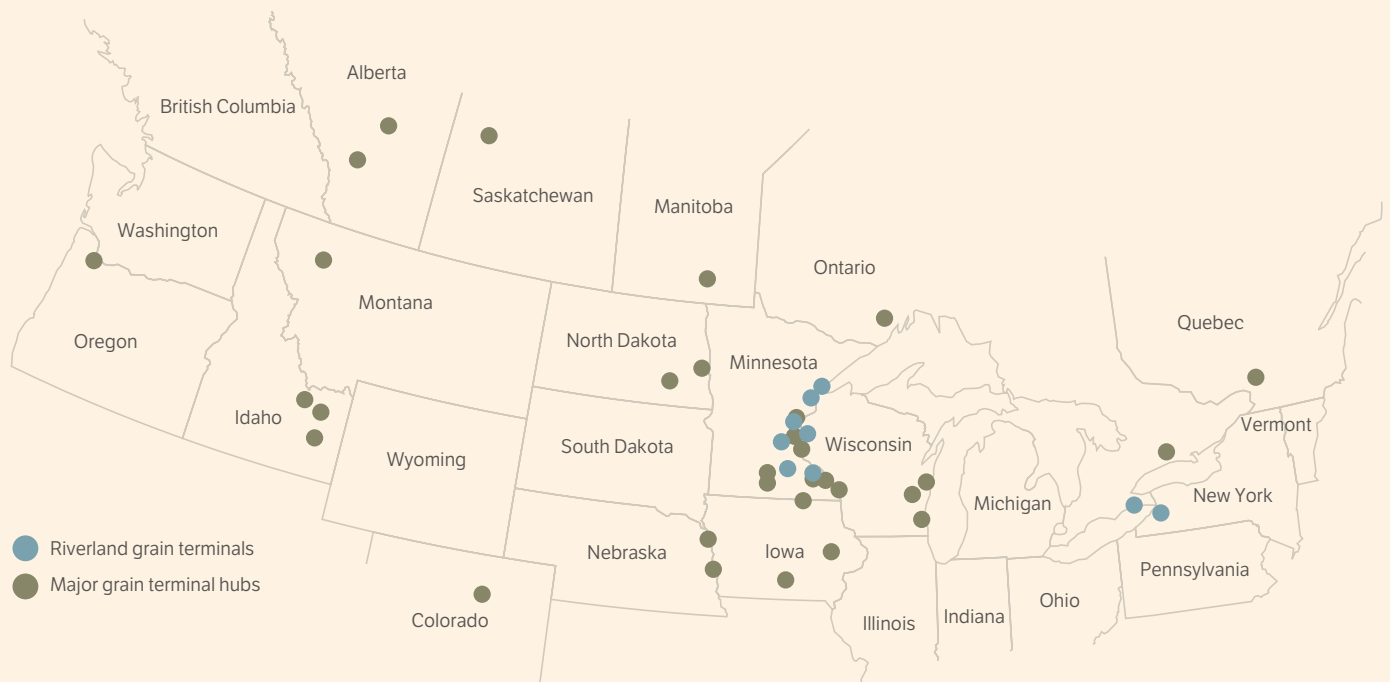 Alberta
British Columbia
Saskatchewan
Manitoba
Washington
Ontario
Montana
Quebec
Oregon
North Dakota
Minnesota
Idaho
Vermont
South Dakota
Wisconsin
Wyoming
New York
Michigan
Riverland grain terminals
Nebraska
Iowa
Pennsylvania
Major grain terminal hubs
Ohio
Colorado
Illinois
Indiana